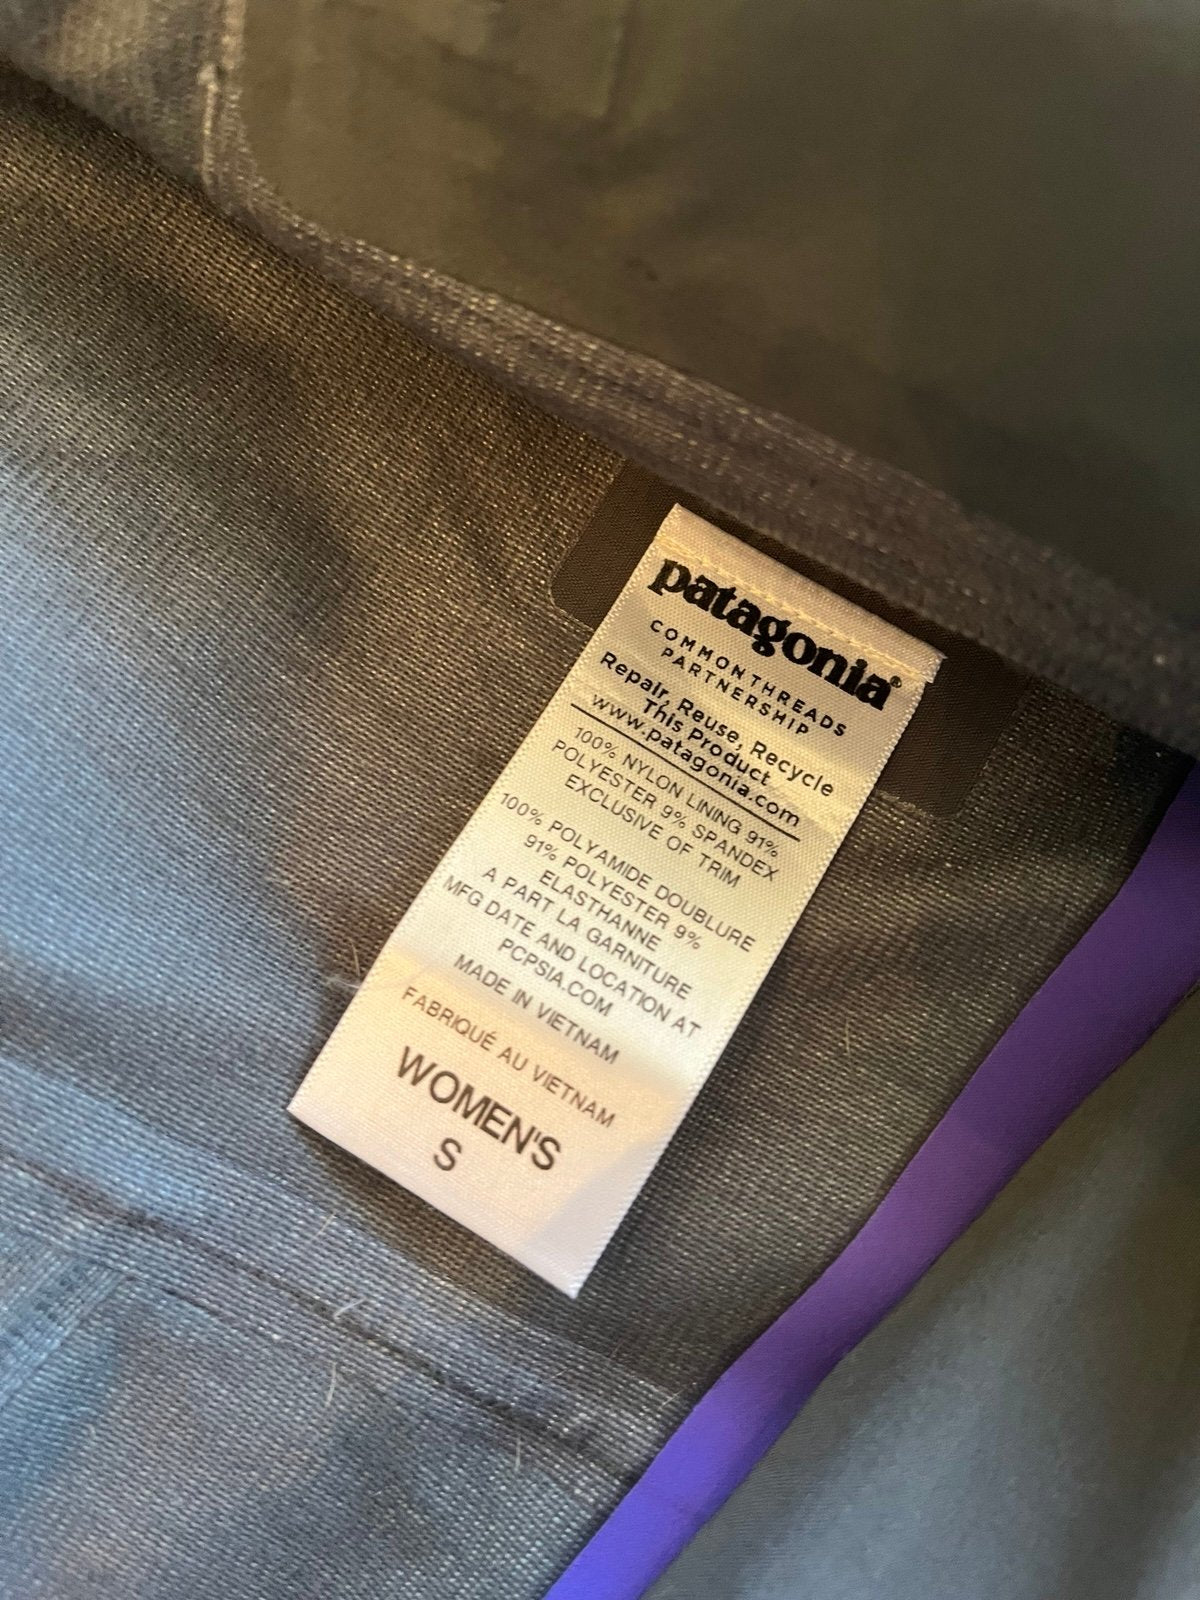 patagonia®
COMMON THREADS
PARTNERSHIP
Repair, Reuse, Recycle
This Product
www.patagonia.com
100% NYLON LINING 91%
POLYESTER 9% SPANDEX
EXCLUSIVE OF TRIM
100% POLYAMIDE DOUBLURE
91% POLYESTER 9%
ELASTHANNE
A PART LA GARNITURE
MFG DATE AND LOCATION AT
PCPSIA.COM
MADE IN VIETNAM
FABRIQUÉ AU VIETNAM
WOMEN'S
S